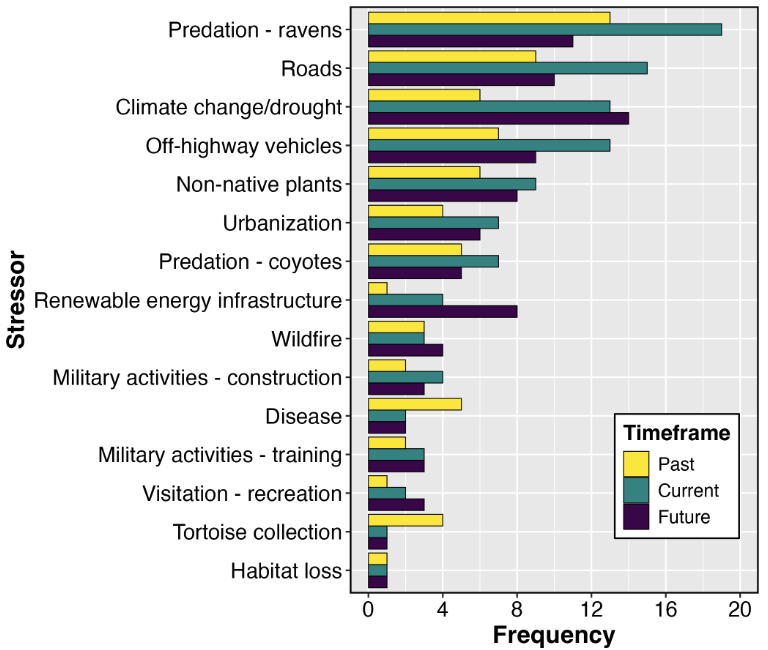 Predation - ravens
Roads
Climate change/drought
Off-highway vehicles
Non-native plants
Urbanization
Predation - coyotes
Renewable energy infrastructure
Wildfire
Military activities - construction
Disease
Military activities - training
Visitation - recreation
Tortoise collection
Habitat loss
Stressor
Timeframe
Past
Current
Future
0 4 8 12 16 20
Frequency